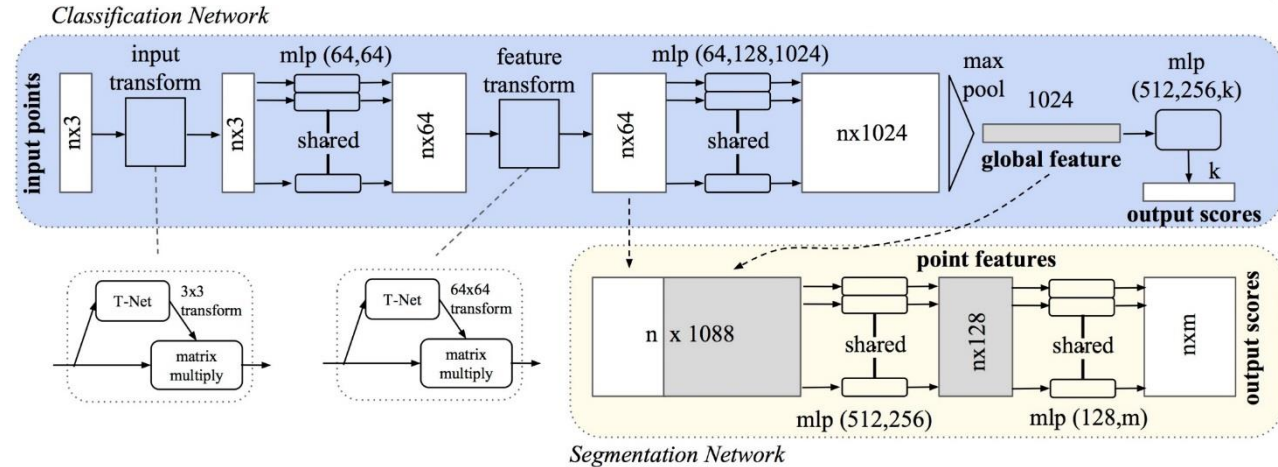 Classification Network
input points
nx3
input
transform
nx3
mlp (64,64)
shared
nx64
feature
transform
nx64
mlp (64,128,1024)
shared
nx1024
max
pool
1024
global feature
mlp
(512,256,k)
k
output scores
T-Net
3x3
transform
matrix
multiply
T-Net
64x64
transform
matrix
multiply
point features
n x 1088
shared
mlp (512,256)
nx128
shared
mlp (128,m)
nxm
output scores
Segmentation Network